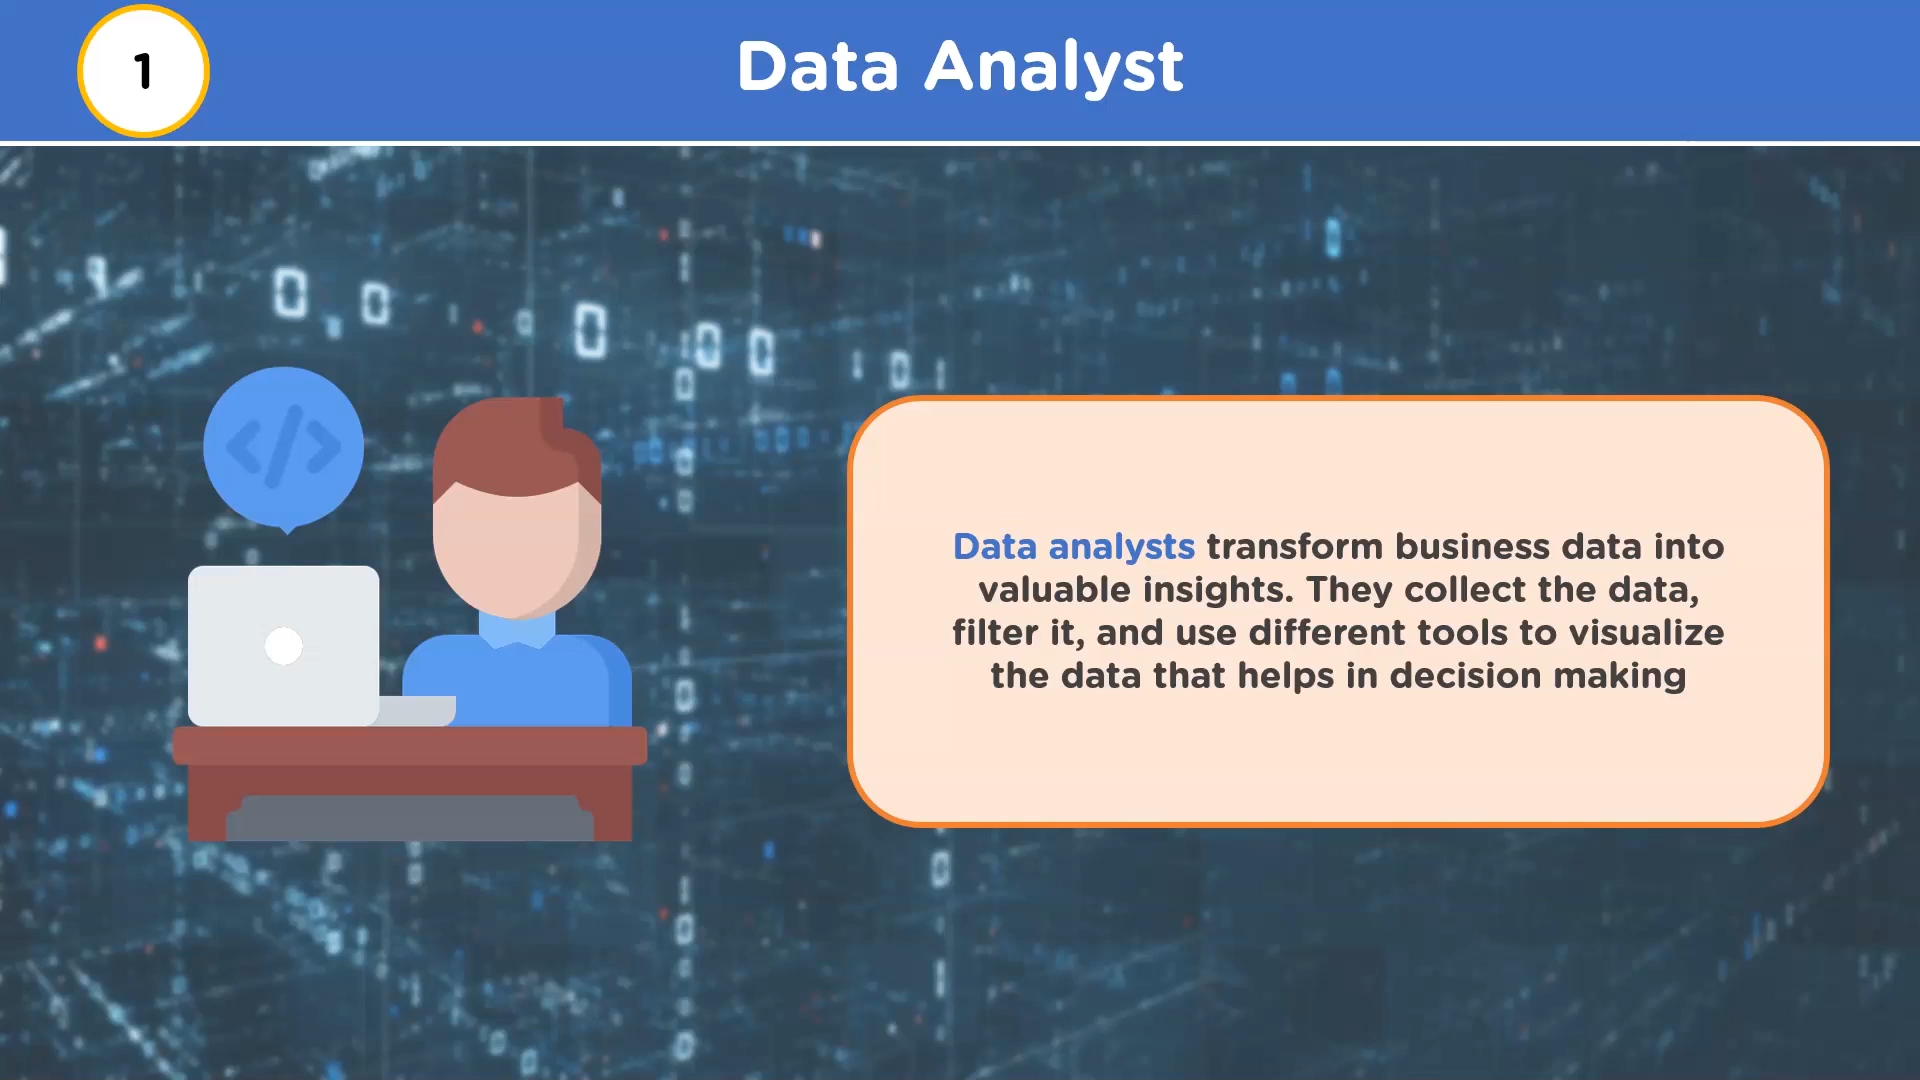 1
Data Analyst
</>
Data analysts transform business data into
valuable insights. They collect the data,
filter it, and use different tools to visualize
the data that helps in decision making